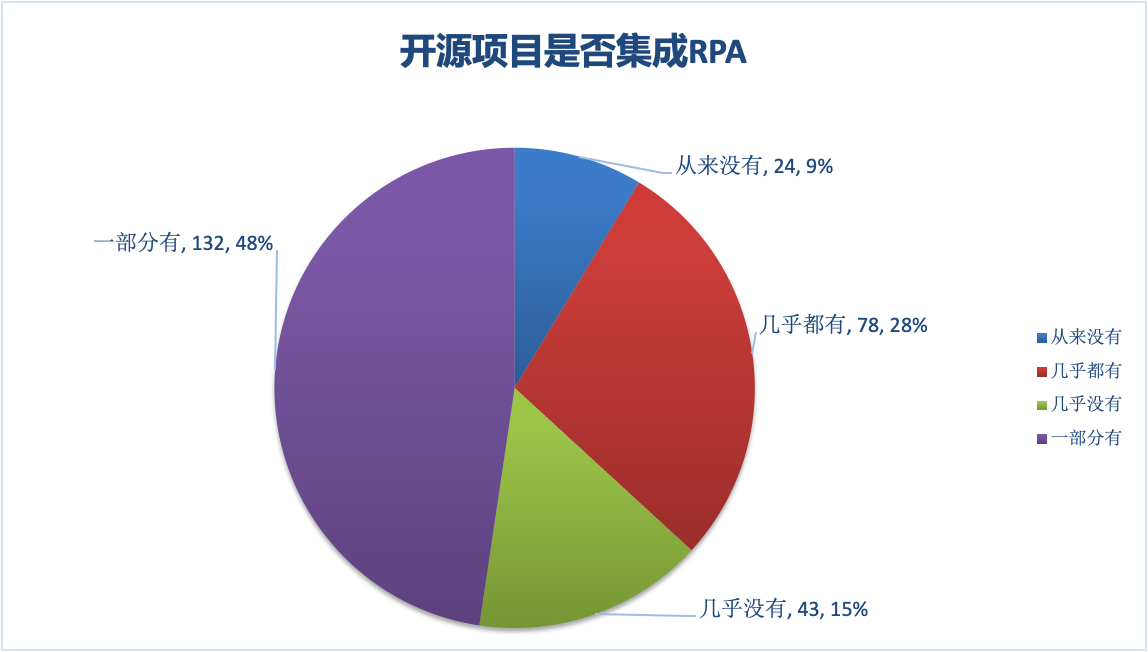 开源项目是否集成RPA
从来没有, 24, 9%
一部分有, 132, 48%
几乎都有, 78, 28%
几乎没有, 43, 15%
从来没有
几乎都有
几乎没有
一部分有